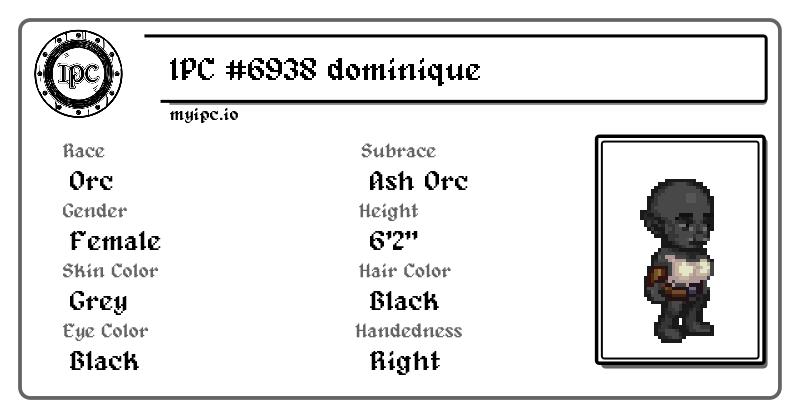 IPC
IPC #6938 dominique
myipc.io
Race
Orc
Subrace
Ash Orc
Gender
Female
Height
6'2"
Skin Color
Grey
Hair Color
Black
Eye Color
Black
Handedness
Right